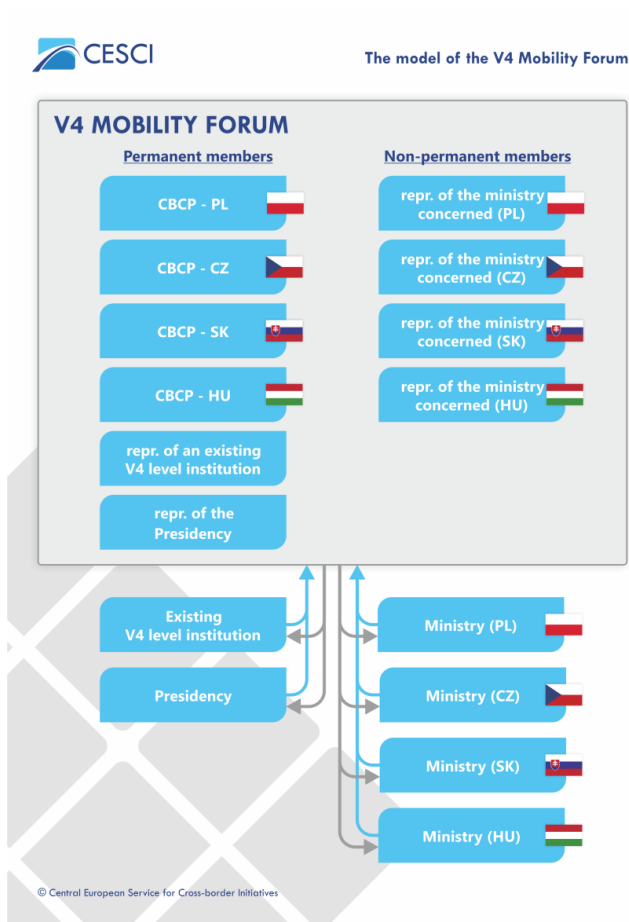 CESCI
The model of the V4 Mobility Forum
V4 MOBILITY FORUM
Permanent members
CBCP - PL
CBCP - CZ
CBCP - SK
CBCP - HU
repr. of an existing
V4 level institution
repr. of the
Presidency
Non-permanent members
repr. of the ministry
concerned (PL)
repr. of the ministry
concerned (CZ)
repr. of the ministry
concerned (SK)
repr. of the ministry
concerned (HU)
Existing
V4 level institution
Presidency
Ministry (PL)
Ministry (CZ)
Ministry (SK)
Ministry (HU)
© Central European Service for Cross-border Initiatives